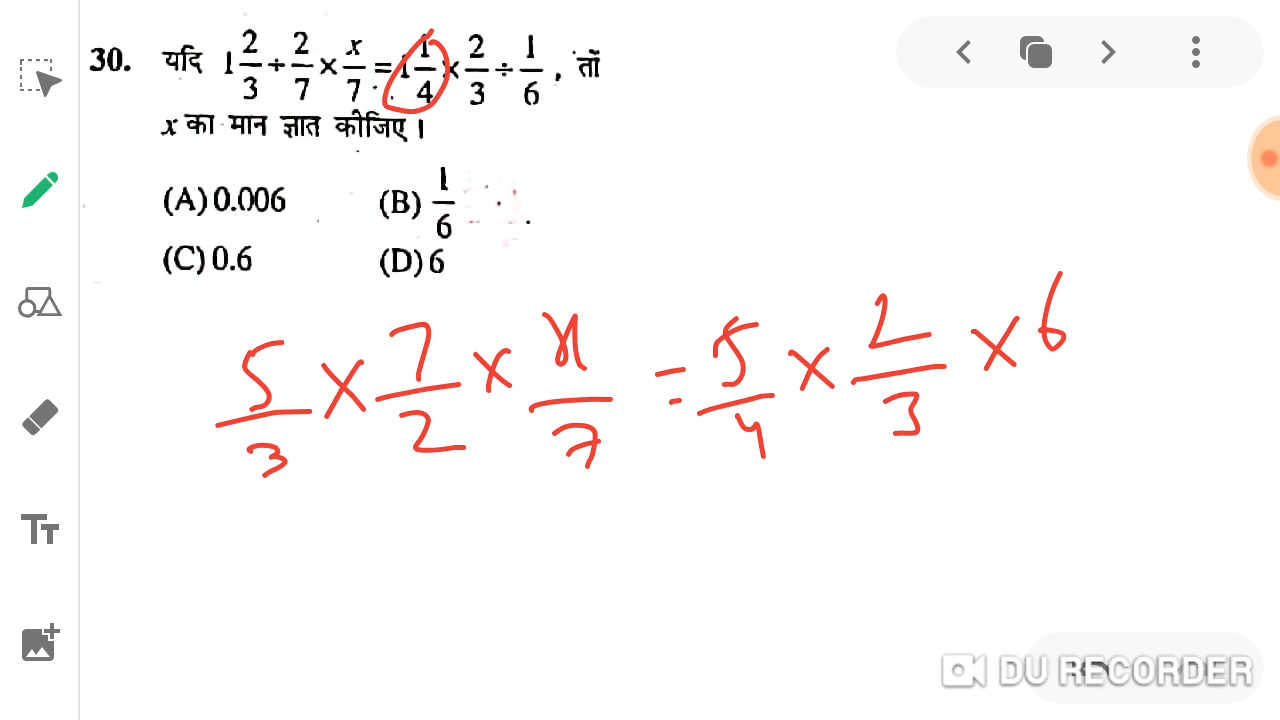 30. यदि 1 2/3 ÷ 2/7 × x/7 = 1 1/4 × 2/3 ÷ 1/6, तो
x का मान ज्ञात कीजिए।
(A) 0.006 (B) 1/6
(C) 0.6 (D) 6
5/3 × 7/2 × x/7 = 5/4 × 2/3 × 6
Tт
DU RECORDER